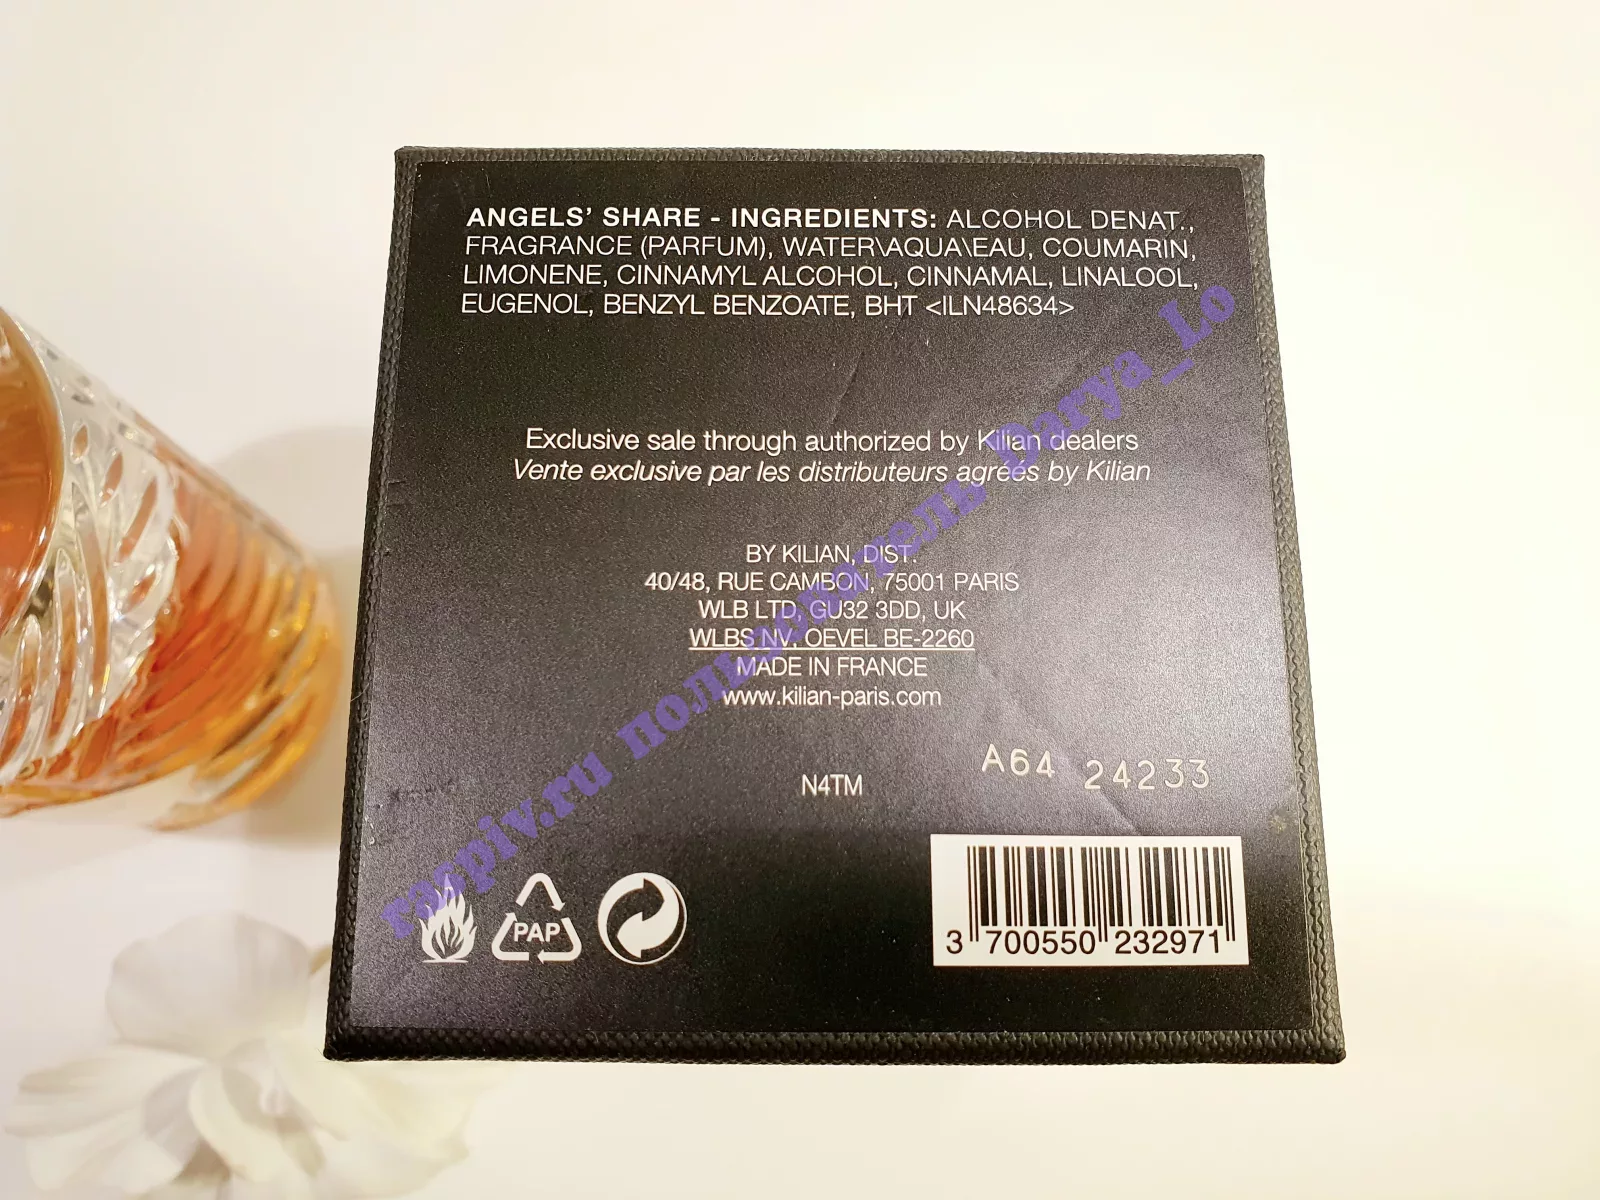 ANGELS' SHARE - INGREDIENTS: ALCOHOL DENAT.,
FRAGRANCE (PARFUM), WATER\AQUA\EAU, COUMARIN,
LIMONENE, CINNAMYL ALCOHOL, CINNAMAL, LINALOOL,
EUGENOL, BENZYL BENZOATE, BHT <ILN48634>
Exclusive sale through authorized by Kilian dealers
Vente exclusive par les distributeurs agréés by Kilian
BY KILIAN, DIST.
40/48, RUE CAMBON, 75001 PARIS
WLB LTD, GU32 3DD, UK
WLBS NV, OEVEL BE-2260
MADE IN FRANCE
www.kilian-paris.com
A64 24233
N4TM
PAP
3 700550 232971
raspiv.ru пользователь Darya_Lo